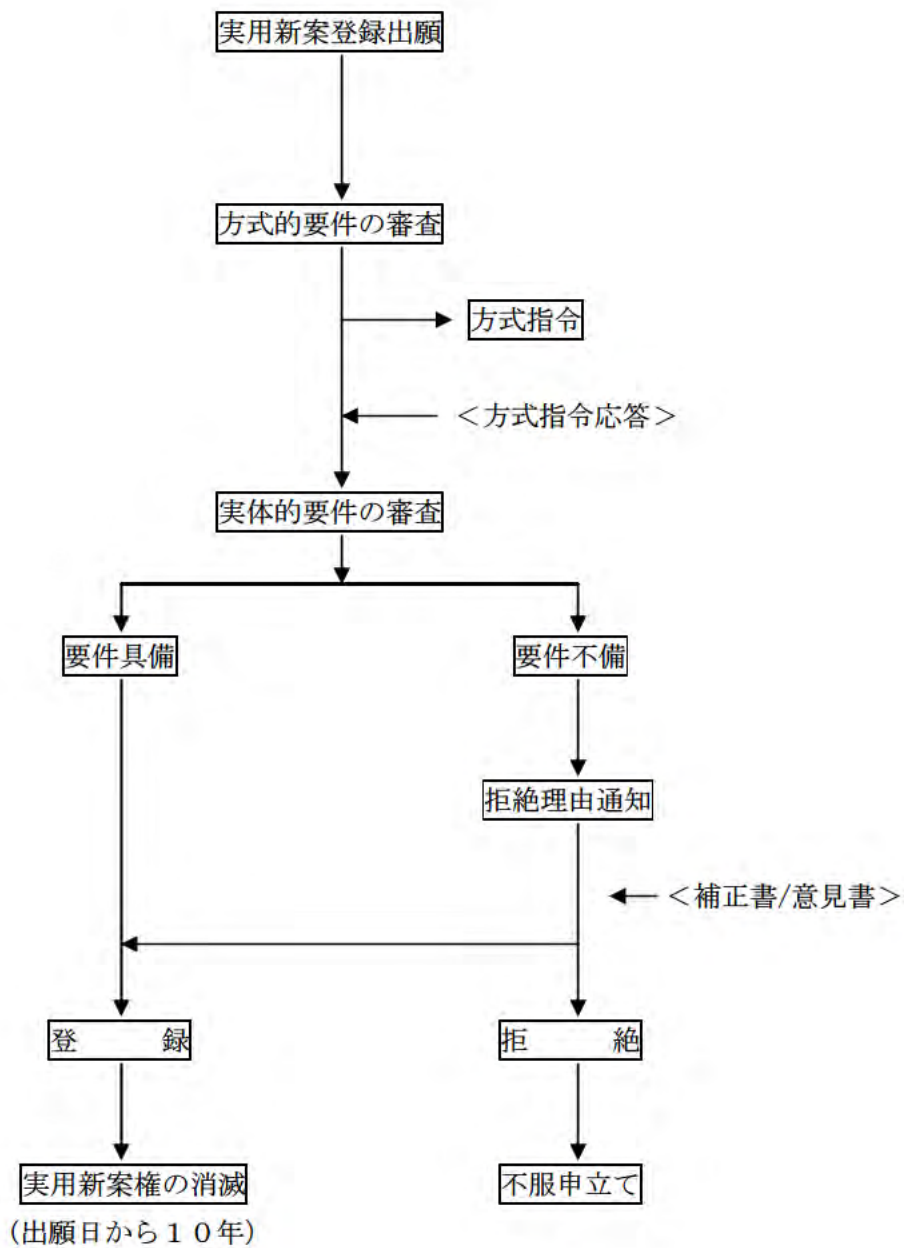 実用新案登録出願
方式的要件の審査
方式指令
＜方式指令応答＞
実体的要件の審査
要件具備
要件不備
拒絶理由通知
＜補正書/意見書＞
登　　　録
拒　　　絶
実用新案権の消滅
不服申立て
（出願日から１０年）